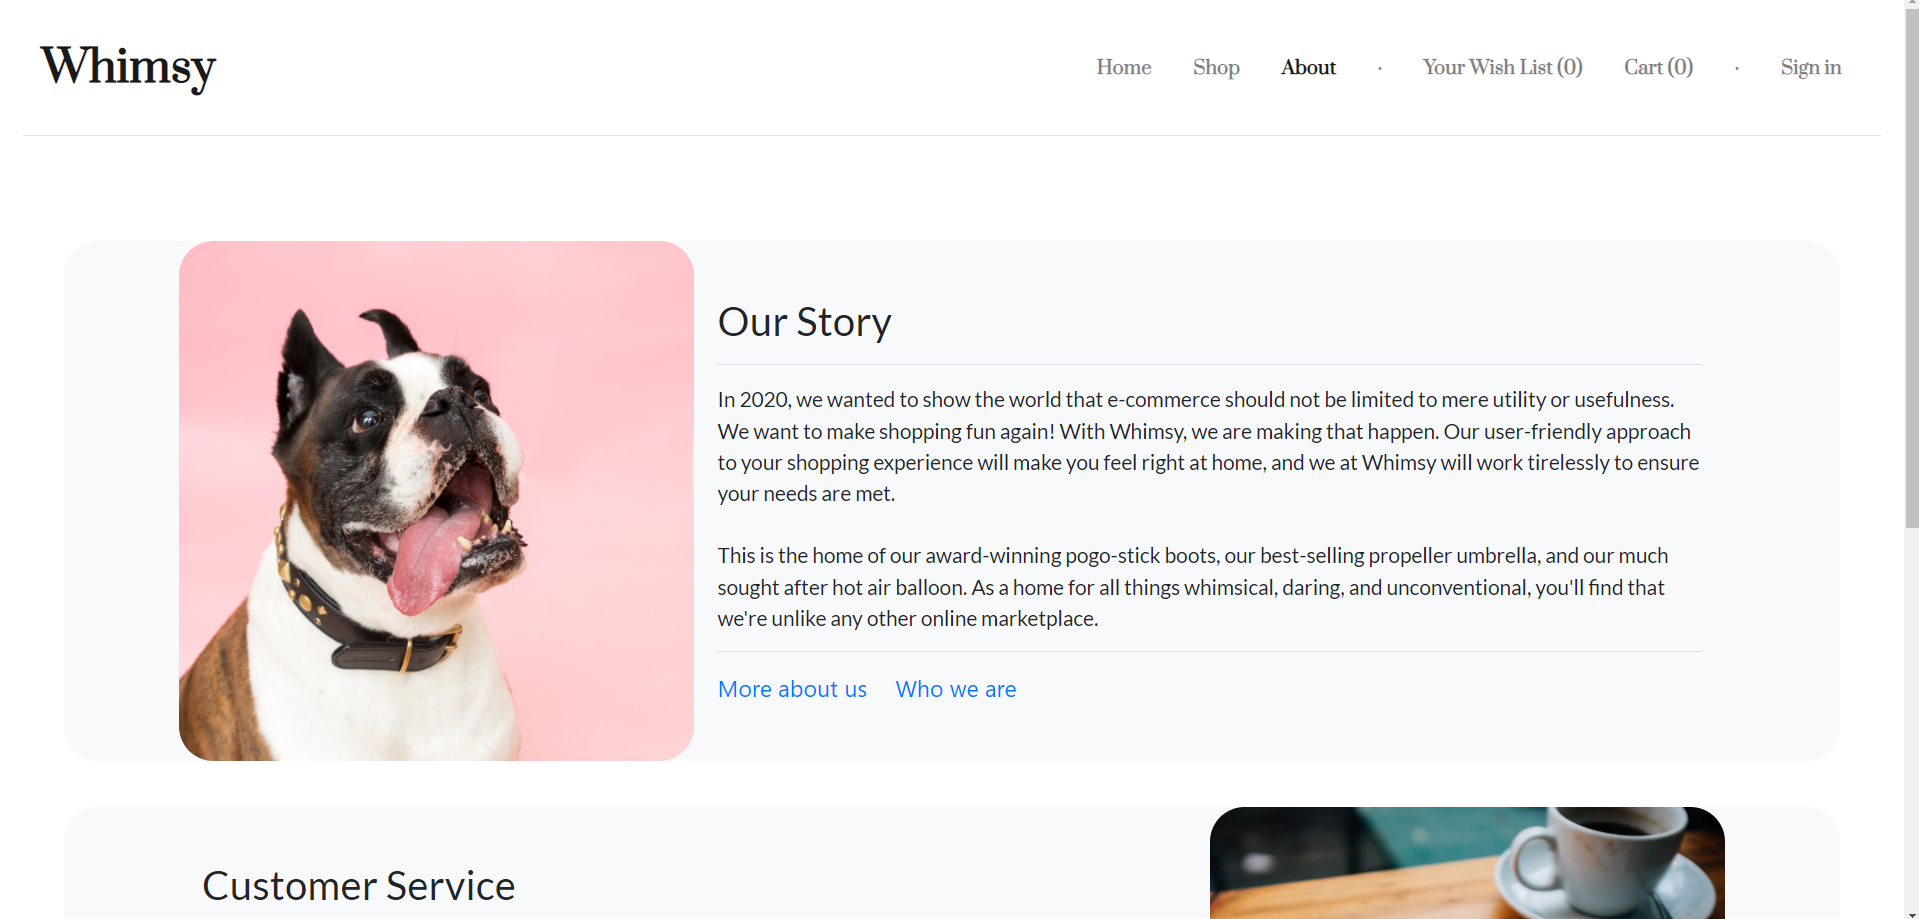 Whimsy
Home Shop About · Your Wish List (0) Cart (0) · Sign in
Our Story
In 2020, we wanted to show the world that e-commerce should not be limited to mere utility or usefulness.
We want to make shopping fun again! With Whimsy, we are making that happen. Our user-friendly approach
to your shopping experience will make you feel right at home, and we at Whimsy will work tirelessly to ensure
your needs are met.
This is the home of our award-winning pogo-stick boots, our best-selling propeller umbrella, and our much
sought after hot air balloon. As a home for all things whimsical, daring, and unconventional, you'll find that
we're unlike any other online marketplace.
More about us Who we are
Customer Service